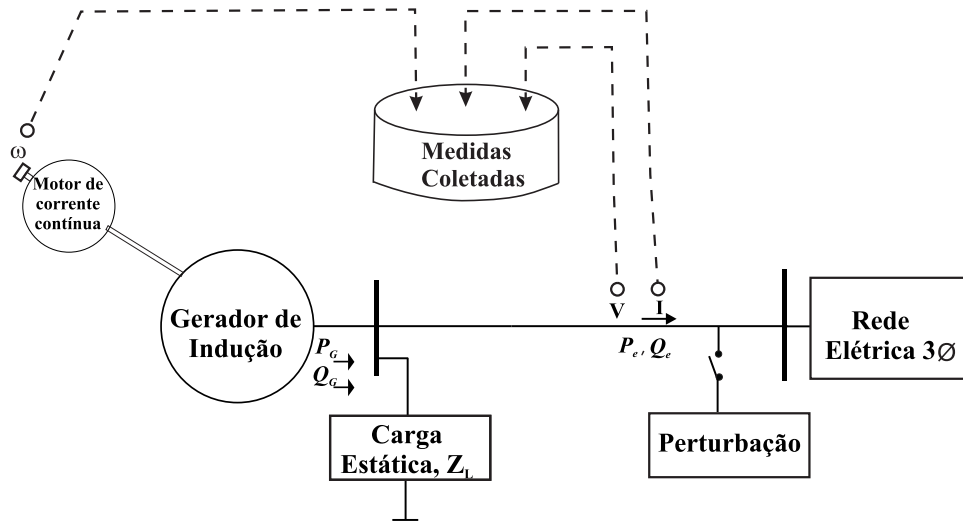 ω
Motor de
corrente
contínua
Medidas
Coletadas
Gerador de
Indução
P_G
Q_G
V
I
P_e, Q_e
Rede
Elétrica 3∅
Carga
Estática, Z_L
Perturbação